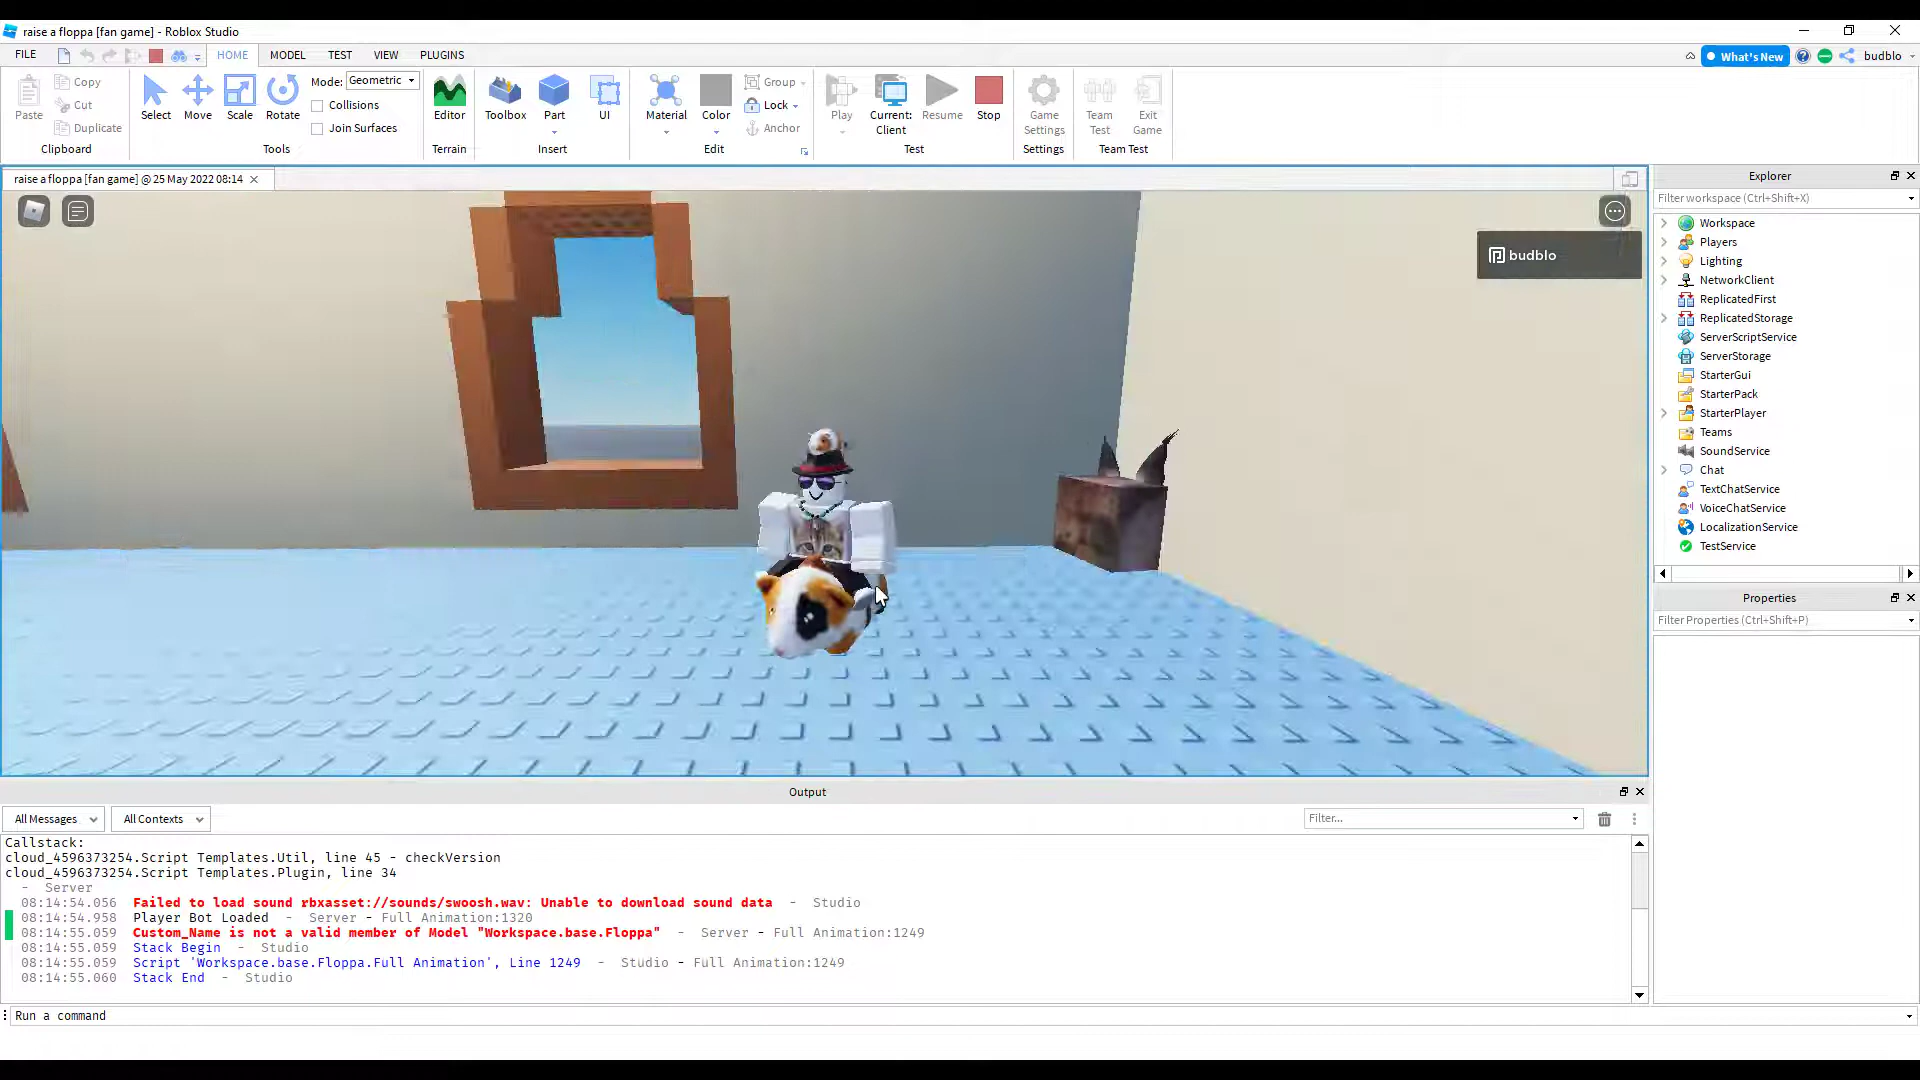 raise a floppa [fan game] - Roblox Studio
FILE
HOME
MODEL
TEST
VIEW
PLUGINS
What's New
budblo
Paste
Copy
Cut
Duplicate
Clipboard
Select
Move
Scale
Rotate
Mode: Geometric
Collisions
Join Surfaces
Tools
Editor
Terrain
Toolbox
Part
UI
Insert
Material
Color
Group
Lock
Anchor
Edit
Play
Current:
Client
Resume
Stop
Test
Game
Settings
Settings
Team
Test
Exit
Game
Team Test
raise a floppa [fan game] @ 25 May 2022 08:14
budblo
Explorer
Filter workspace (Ctrl+Shift+X)
Workspace
Players
Lighting
NetworkClient
ReplicatedFirst
ReplicatedStorage
ServerScriptService
ServerStorage
StarterGui
StarterPack
StarterPlayer
Teams
SoundService
Chat
TextChatService
VoiceChatService
LocalizationService
TestService
Properties
Filter Properties (Ctrl+Shift+P)
Output
All Messages
All Contexts
Filter...
Callstack:
cloud_4596373254.Script Templates.Util, line 45 - checkVersion
cloud_4596373254.Script Templates.Plugin, line 34
- Server
08:14:54.056 Failed to load sound rbxasset://sounds/swoosh.wav: Unable to download sound data - Studio
08:14:54.958 Player Bot Loaded - Server - Full Animation:1320
08:14:55.059 Custom_Name is not a valid member of Model "Workspace.base.Floppa" - Server - Full Animation:1249
08:14:55.059 Stack Begin - Studio
08:14:55.059 Script 'Workspace.base.Floppa.Full Animation', Line 1249 - Studio - Full Animation:1249
08:14:55.060 Stack End - Studio
Run a command